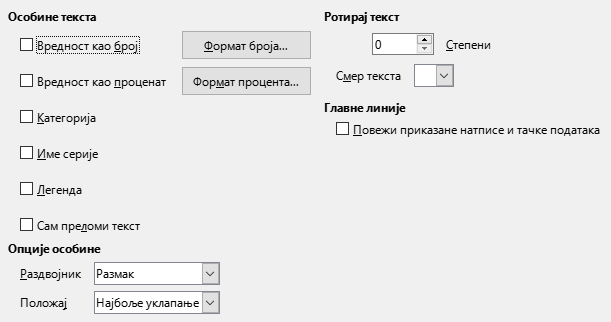 Особине текста
Вредност као број
Формат броја...
Вредност као проценат
Формат процента...
Категорија
Име серије
Легенда
Сам преломи текст
Опције особине
Раздвојник
Размак
Положај
Најбоље уклапање
Ротирај текст
0
Степени
Смер текста
Главне линије
Повежи приказане натписе и тачке података